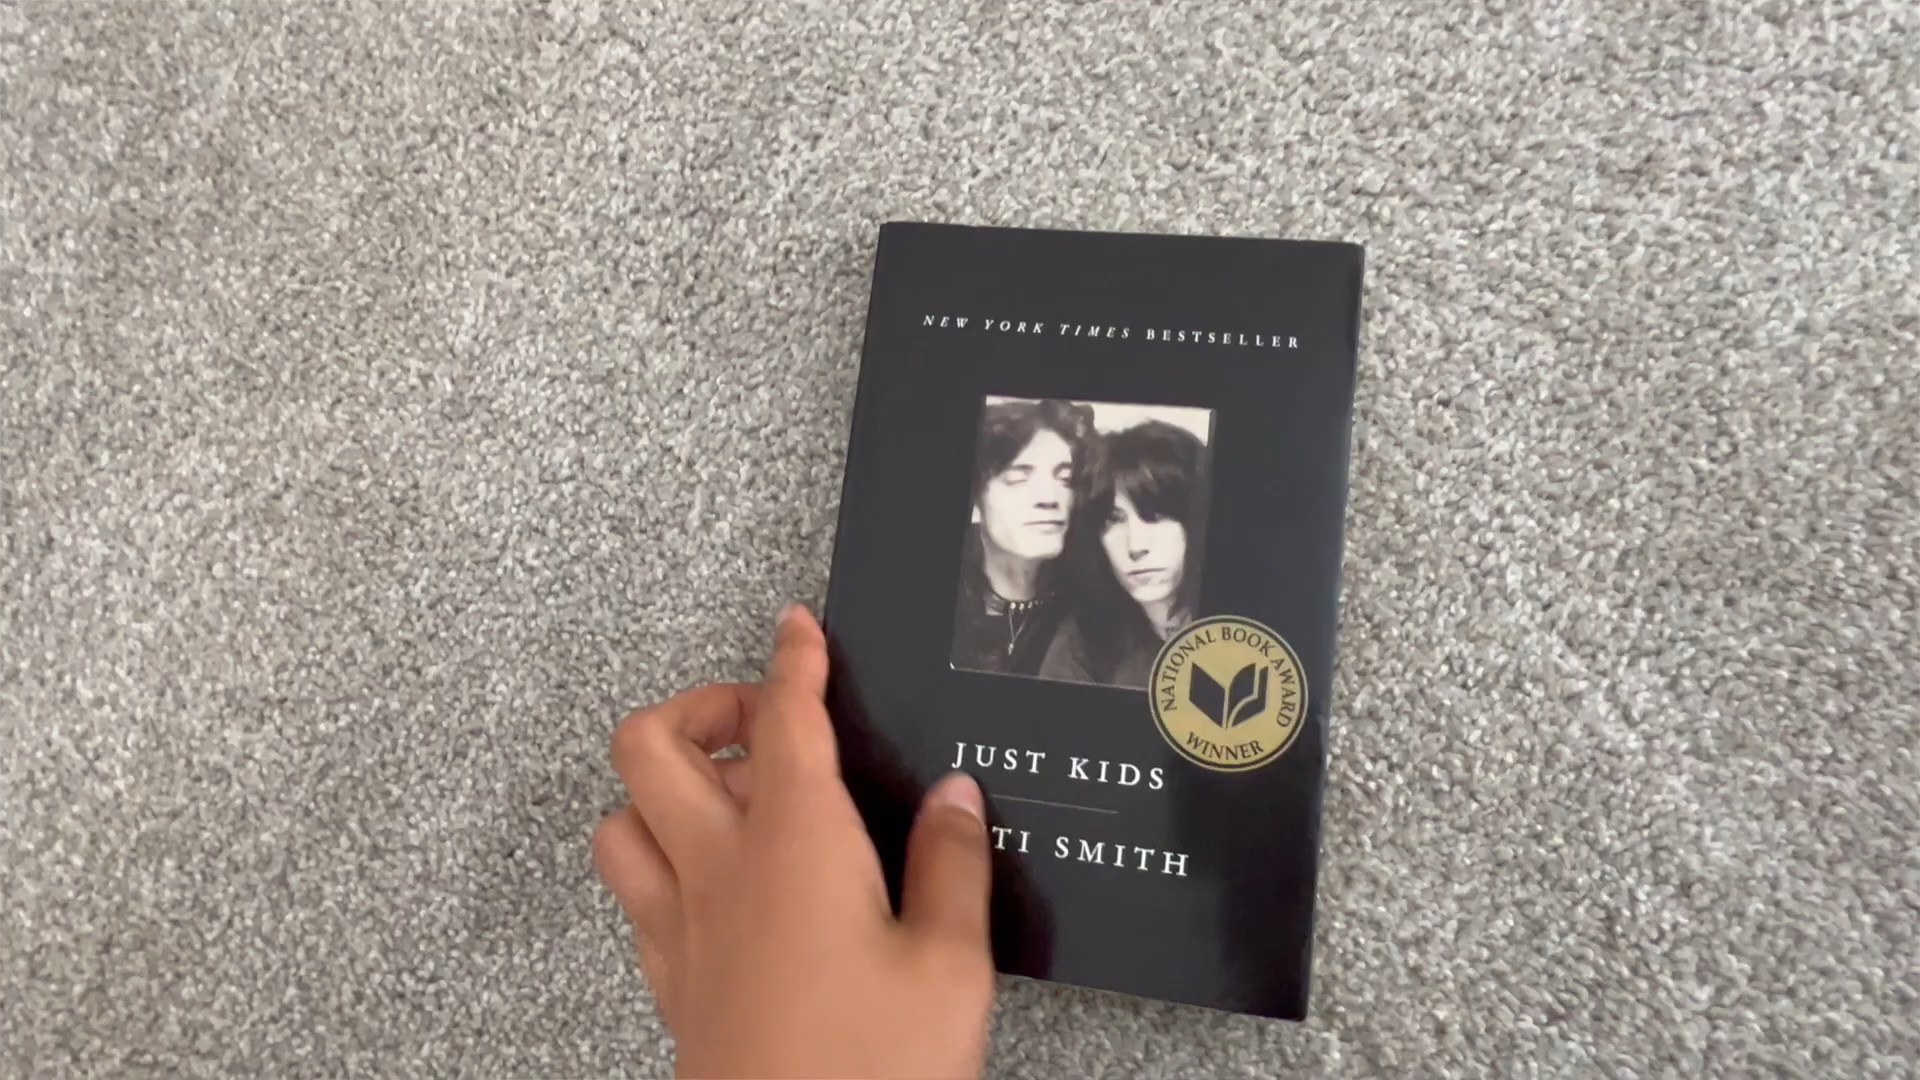 NEW YORK TIMES BESTSELLER
NATIONAL BOOK AWARD
WINNER
JUST KIDS
TI SMITH